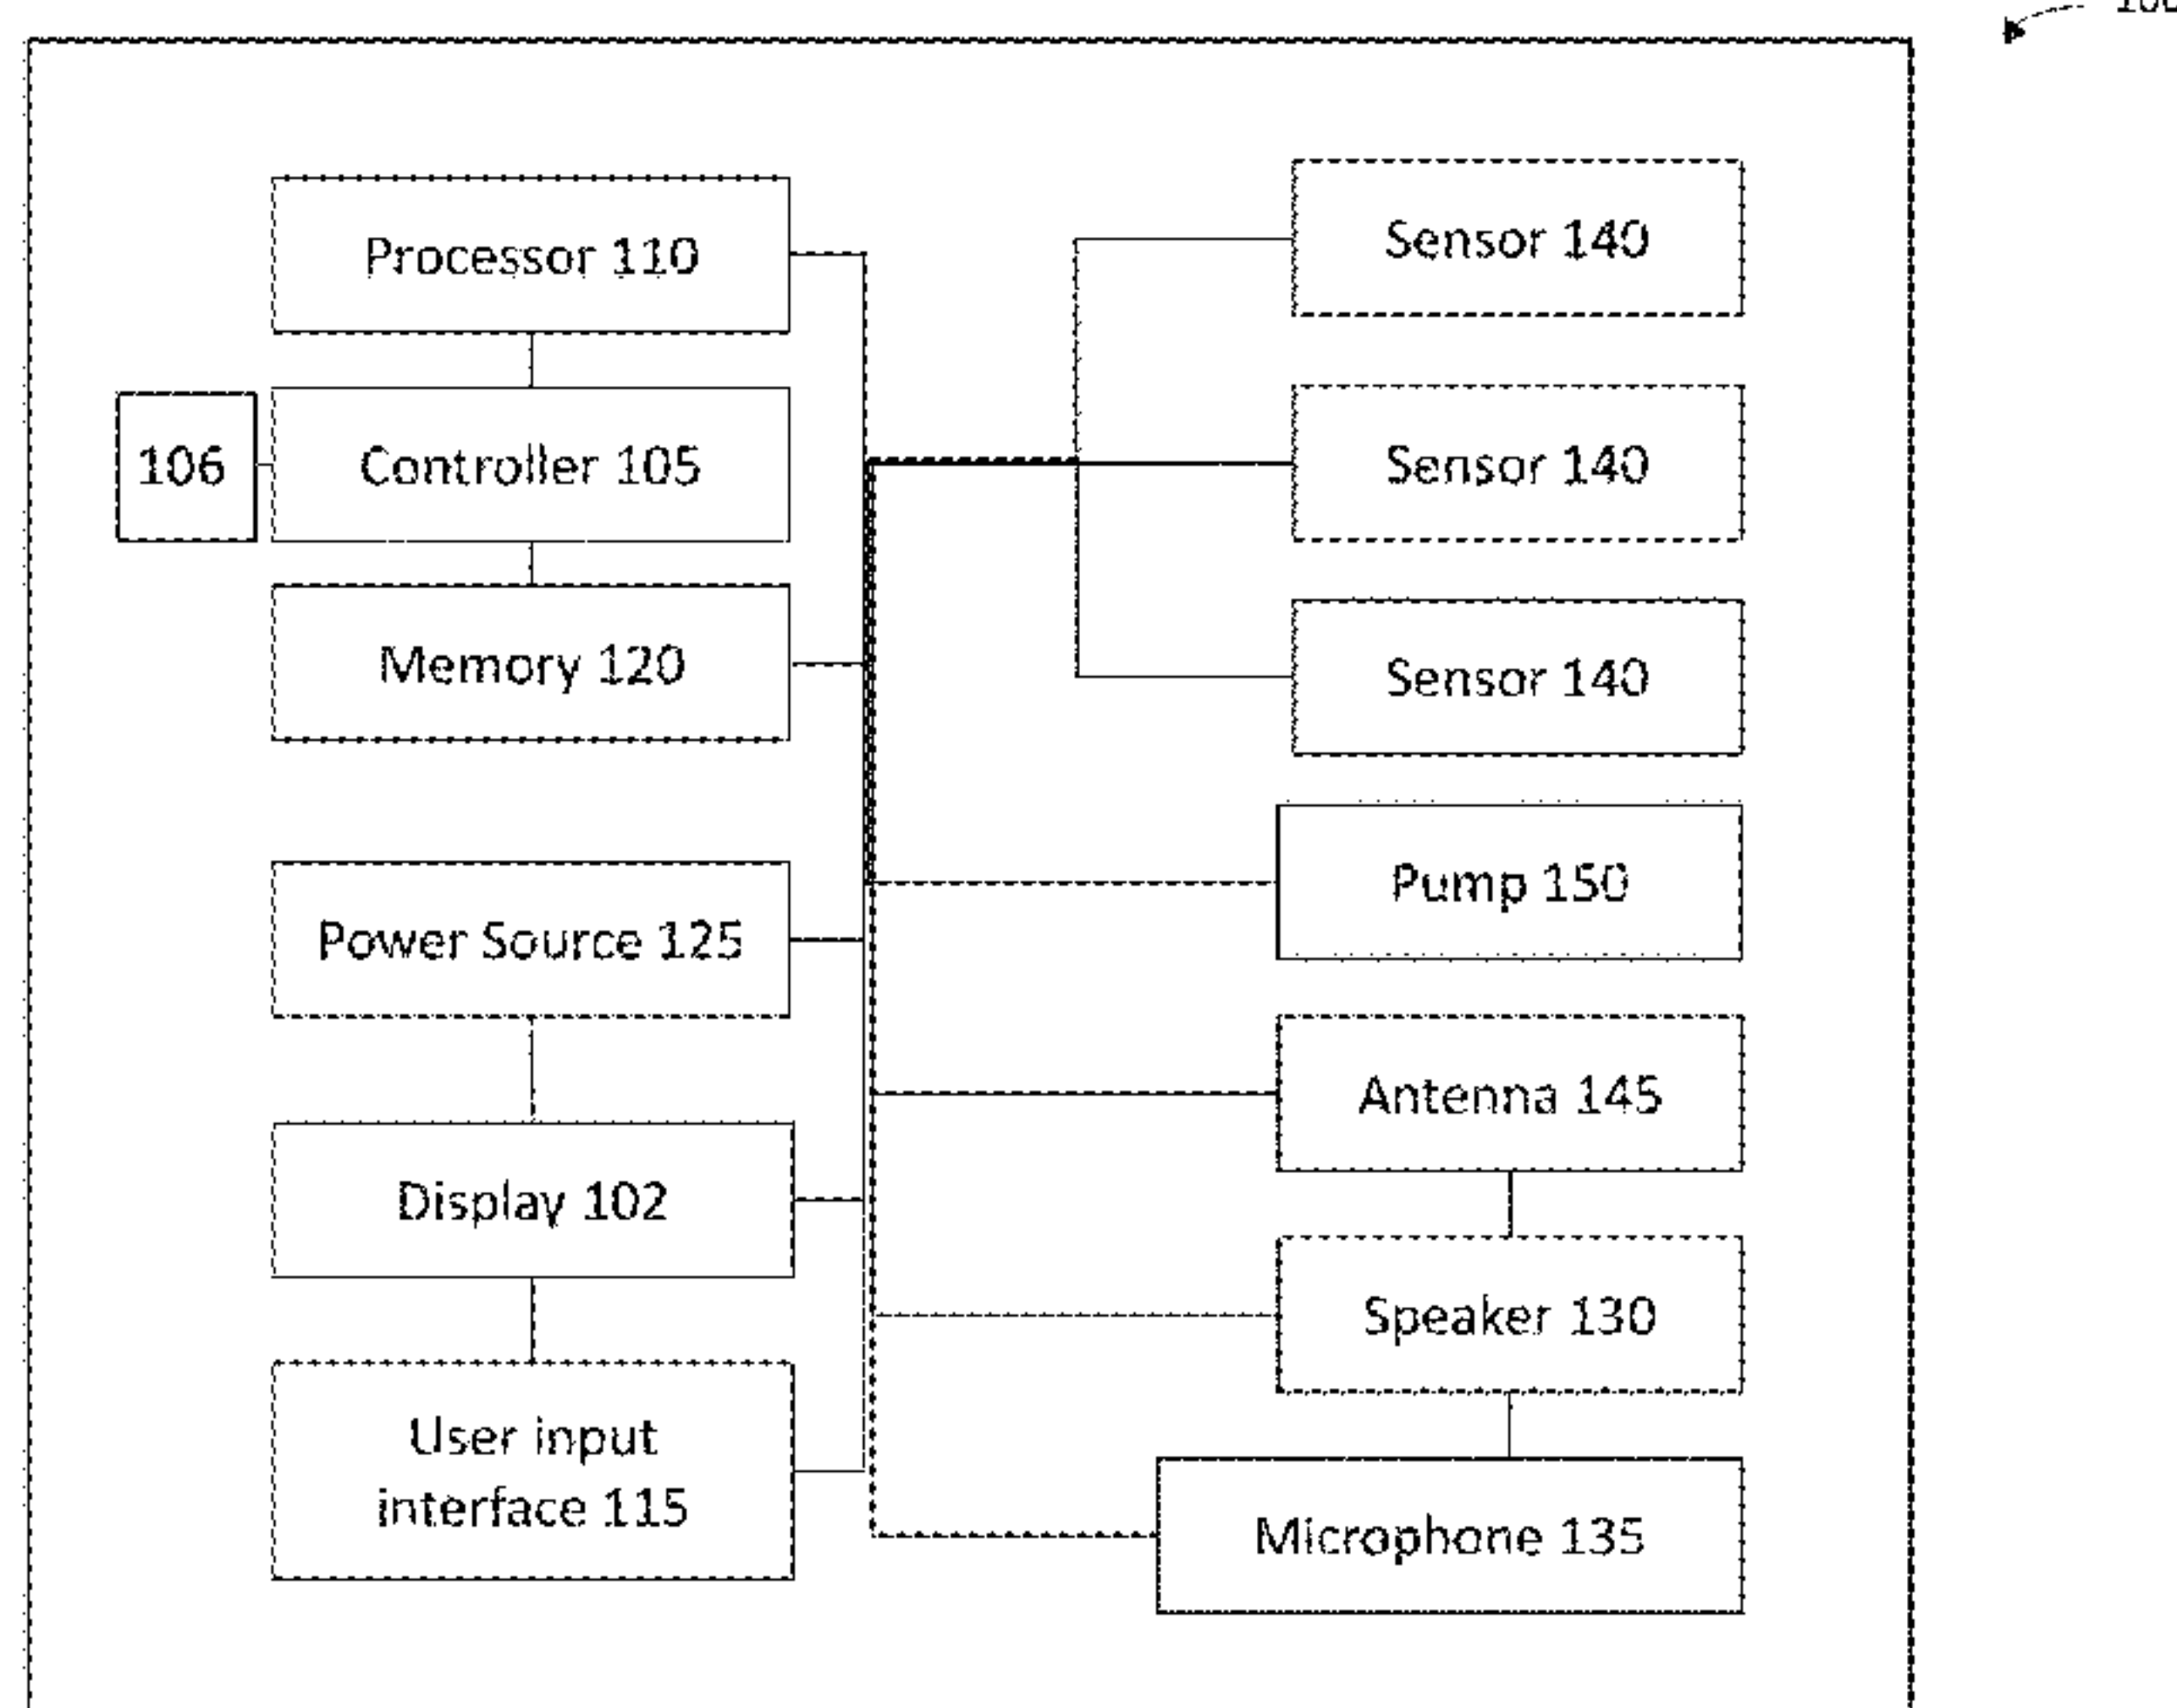 Processor 110
106
Controller 105
Memory 120
Power Source 125
Display 102
User input
interface 115
Sensor 140
Sensor 140
Sensor 140
Pump 150
Antenna 145
Speaker 130
Microphone 135